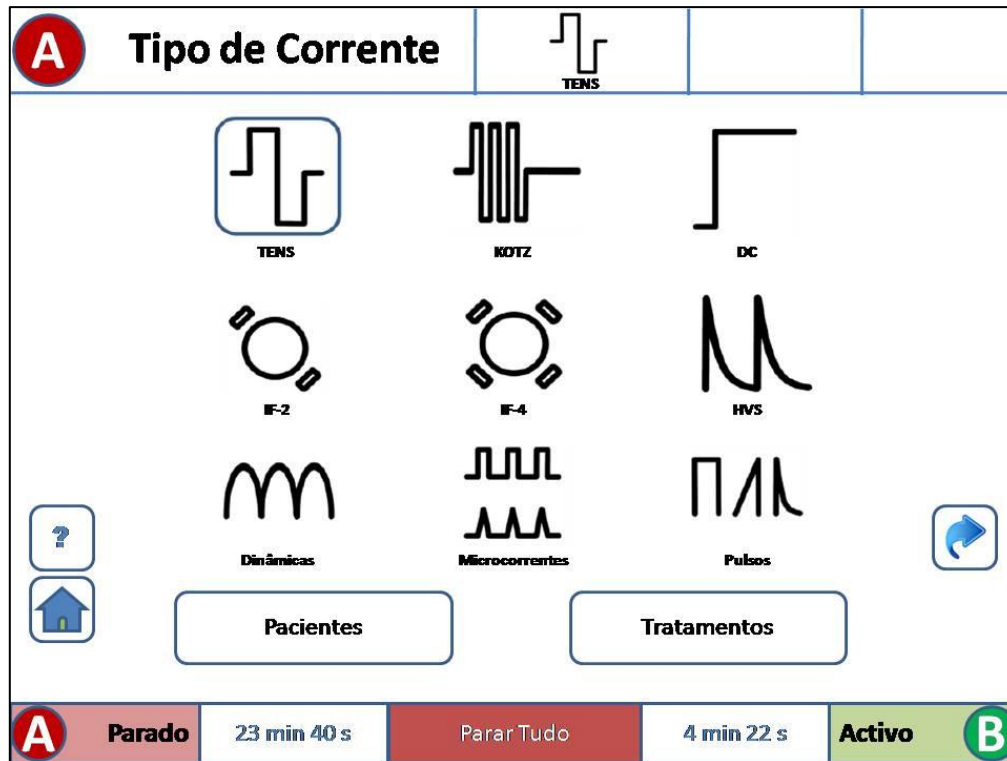 A Tipo de Corrente
TENS
TENS KOTZ DC
IF-2 IF-4 HVS
Dinâmicas Microcorrentes Pulsos
?
Pacientes Tratamentos
A Parado 23 min 40 s Parar Tudo 4 min 22 s Activo B